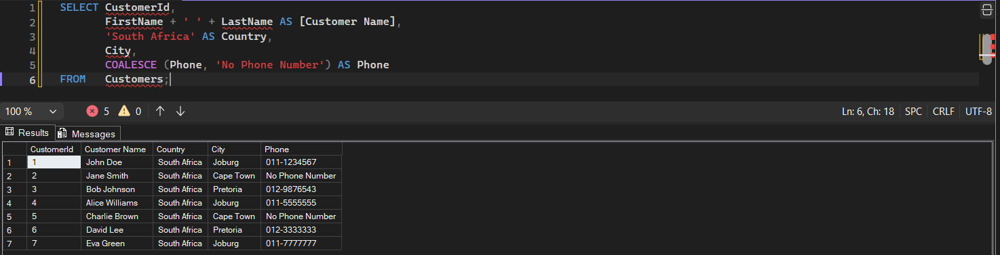 1 SELECT CustomerId,
2 FirstName + ' ' + LastName AS [Customer Name],
3 'South Africa' AS Country,
4 City,
5 COALESCE (Phone, 'No Phone Number') AS Phone
6 FROM Customers;
100 % 5 0 Ln: 6, Ch: 18 SPC CRLF UTF-8
Results Messages
CustomerId Customer Name Country City Phone
1 1 John Doe South Africa Joburg 011-1234567
2 2 Jane Smith South Africa Cape Town No Phone Number
3 3 Bob Johnson South Africa Pretoria 012-9876543
4 4 Alice Williams South Africa Joburg 011-5555555
5 5 Charlie Brown South Africa Cape Town No Phone Number
6 6 David Lee South Africa Pretoria 012-3333333
7 7 Eva Green South Africa Joburg 011-7777777